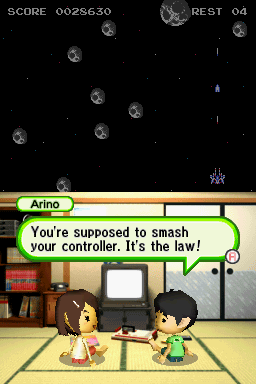 SCORE 0028630 REST 04
Arino
You're supposed to smash
your controller. It's the law!
A